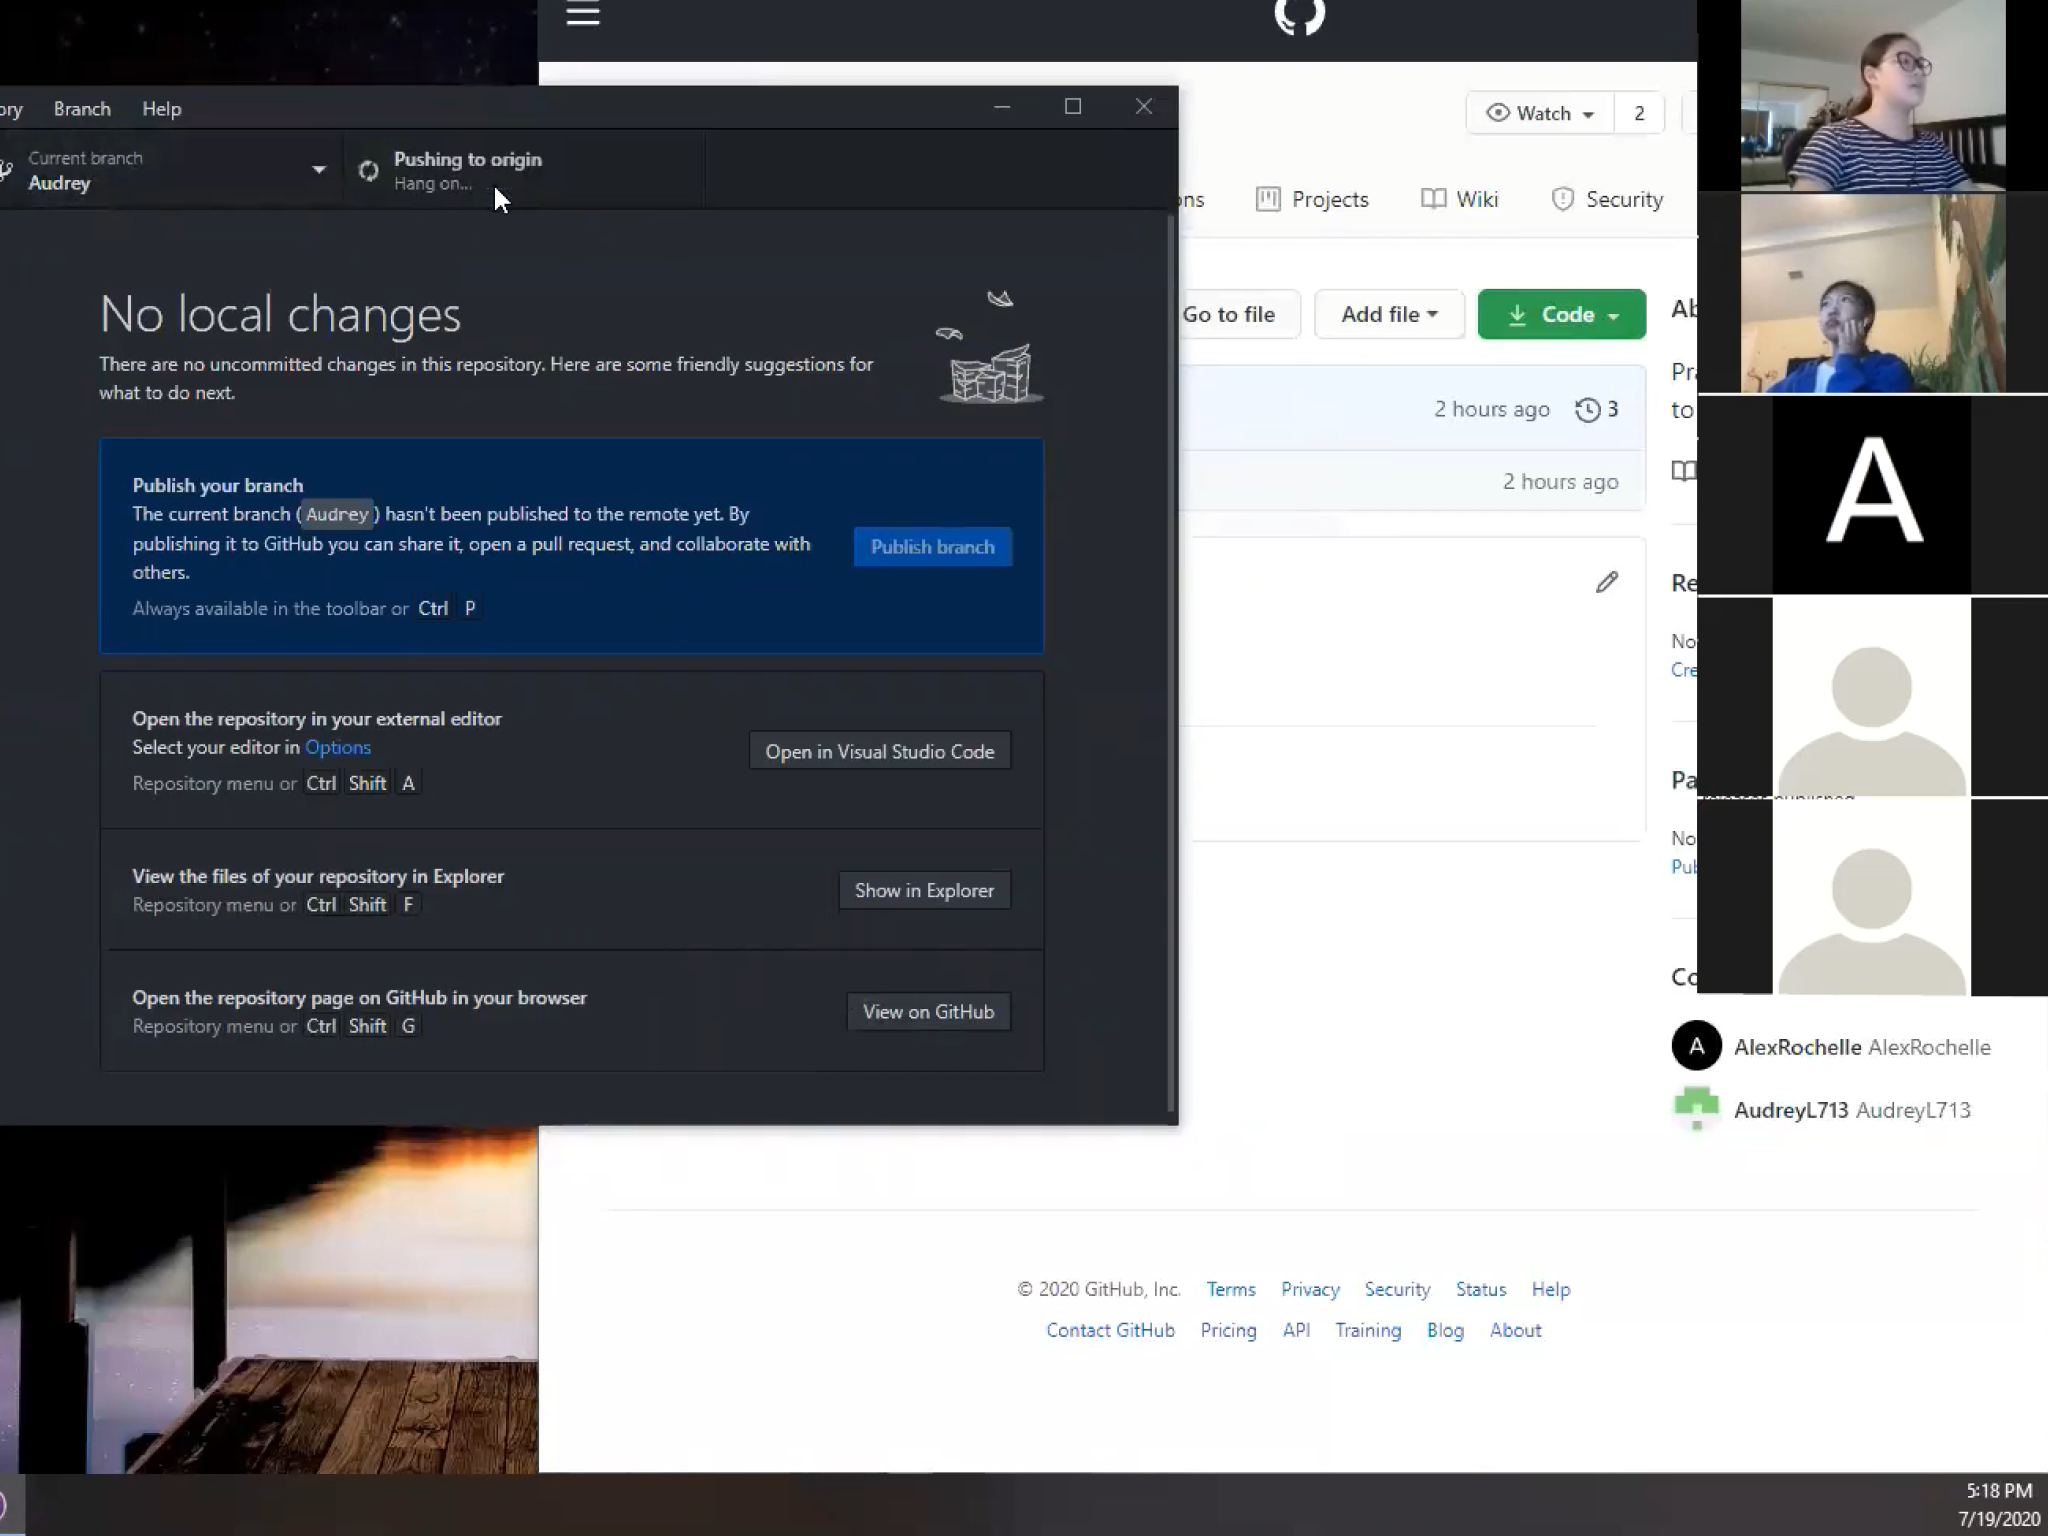 ory Branch Help
Current branch
Audrey
Pushing to origin
Hang on...
No local changes
There are no uncommitted changes in this repository. Here are some friendly suggestions for
what to do next.
Publish your branch
The current branch (Audrey) hasn't been published to the remote yet. By
publishing it to GitHub you can share it, open a pull request, and collaborate with
others.
Always available in the toolbar or Ctrl P
Publish branch
Open the repository in your external editor
Select your editor in Options
Repository menu or Ctrl Shift A
Open in Visual Studio Code
View the files of your repository in Explorer
Repository menu or Ctrl Shift F
Show in Explorer
Open the repository page on GitHub in your browser
Repository menu or Ctrl Shift G
View on GitHub
Watch 2
ons Projects Wiki Security
Go to file Add file Code
2 hours ago 3
2 hours ago
Ab
Pra
to
Re
No
Cre
Pa
No
Pub
Co
A
A AlexRochelle AlexRochelle
AudreyL713 AudreyL713
© 2020 GitHub, Inc. Terms Privacy Security Status Help
Contact GitHub Pricing API Training Blog About
5:18 PM
7/19/2020